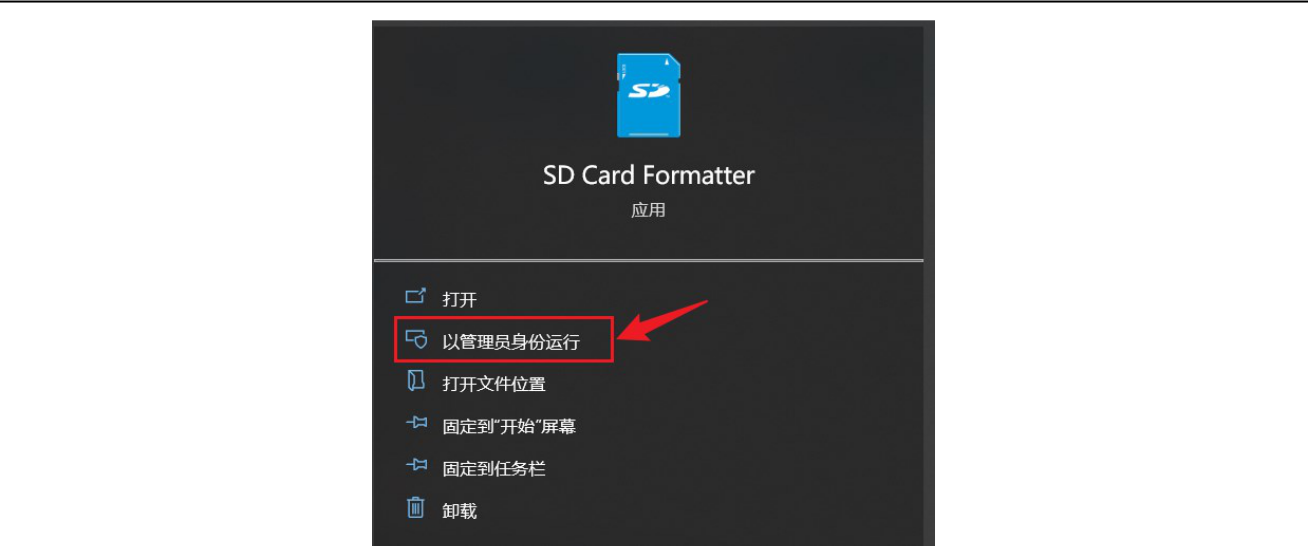 SD
SD Card Formatter
应用
打开
以管理员身份运行
打开文件位置
固定到"开始"屏幕
固定到任务栏
卸载